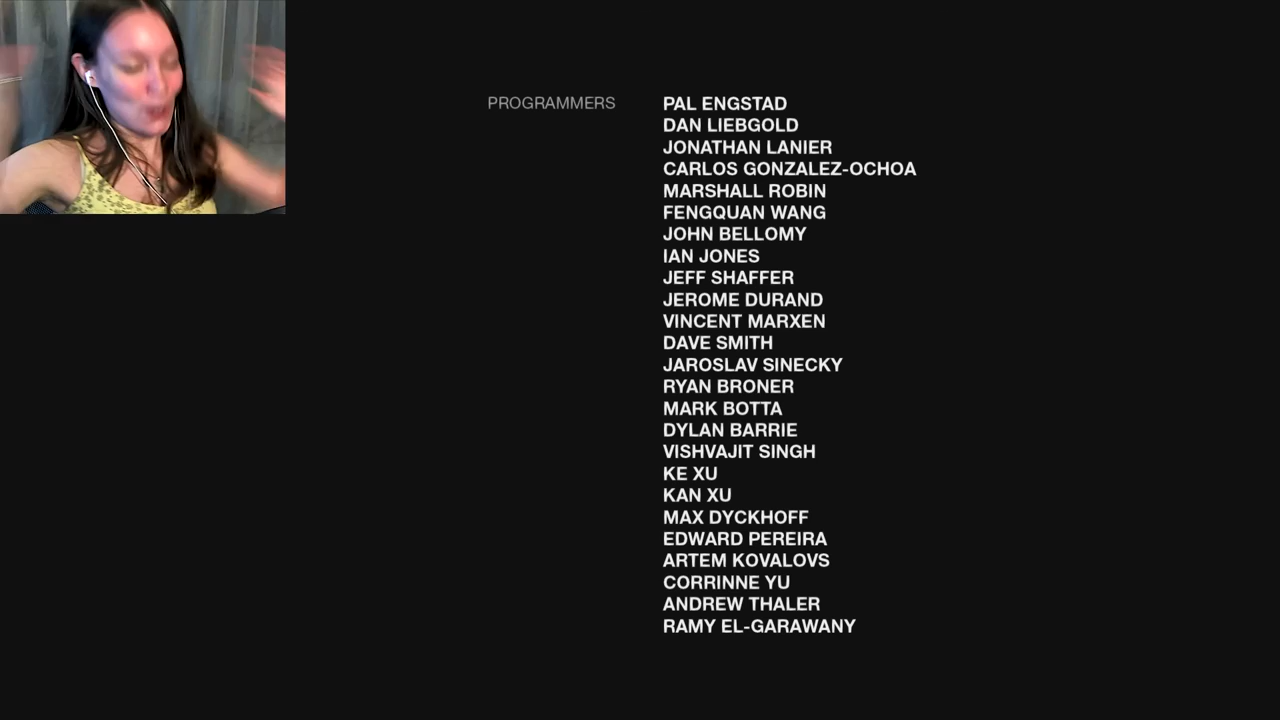 PROGRAMMERS PAL ENGSTAD
DAN LIEBGOLD
JONATHAN LANIER
CARLOS GONZALEZ-OCHOA
MARSHALL ROBIN
FENGQUAN WANG
JOHN BELLOMY
IAN JONES
JEFF SHAFFER
JEROME DURAND
VINCENT MARXEN
DAVE SMITH
JAROSLAV SINECKY
RYAN BRONER
MARK BOTTA
DYLAN BARRIE
VISHVAJIT SINGH
KE XU
KAN XU
MAX DYCKHOFF
EDWARD PEREIRA
ARTEM KOVALOVS
CORRINNE YU
ANDREW THALER
RAMY EL-GARAWANY